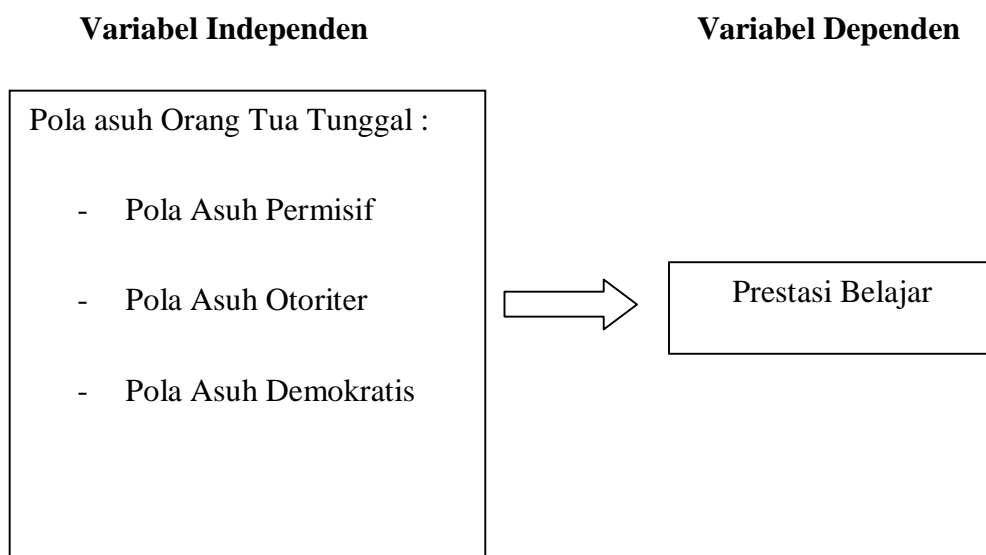 Variabel Independen
Variabel Dependen
Pola asuh Orang Tua Tunggal :
- Pola Asuh Permisif
- Pola Asuh Otoriter
- Pola Asuh Demokratis
Prestasi Belajar